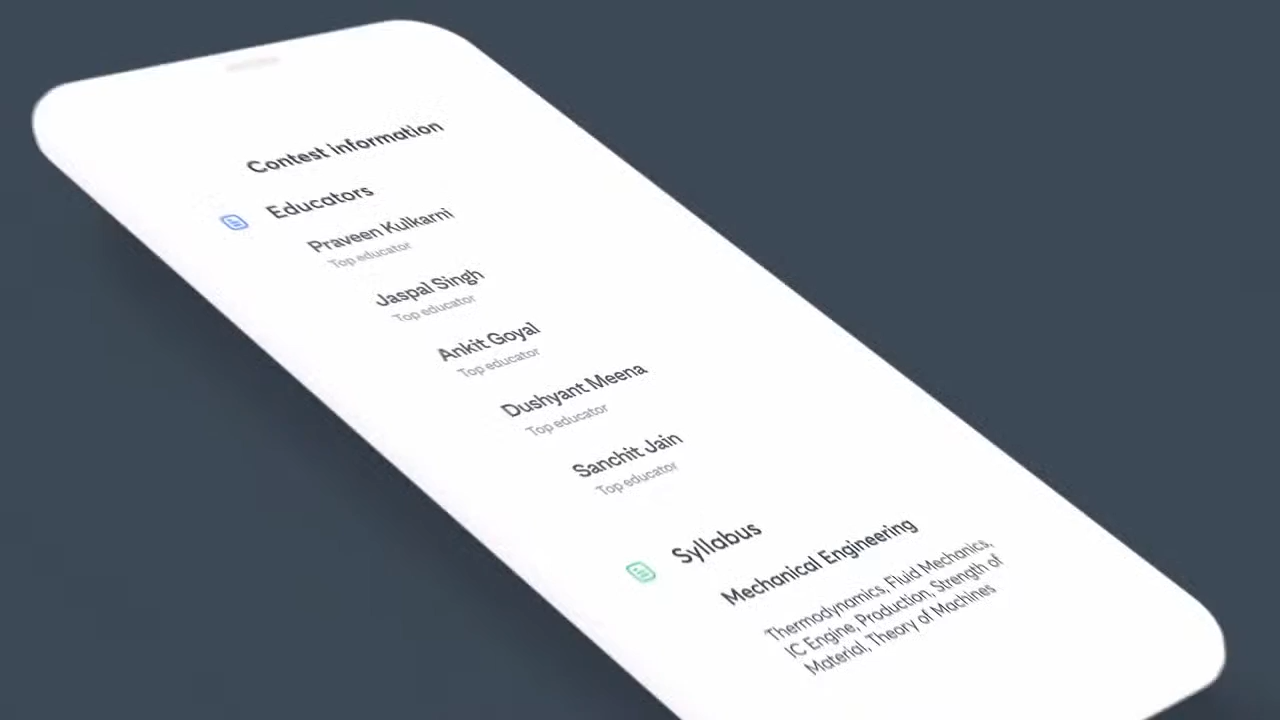 Contest information
Educators
Praveen Kulkarni
Top educator
Jaspal Singh
Top educator
Ankit Goyal
Top educator
Dushyant Meena
Top educator
Sanchit Jain
Top educator
Syllabus
Mechanical Engineering
Thermodynamics, Fluid Mechanics,
IC Engine, Production, Strength of
Material, Theory of Machines